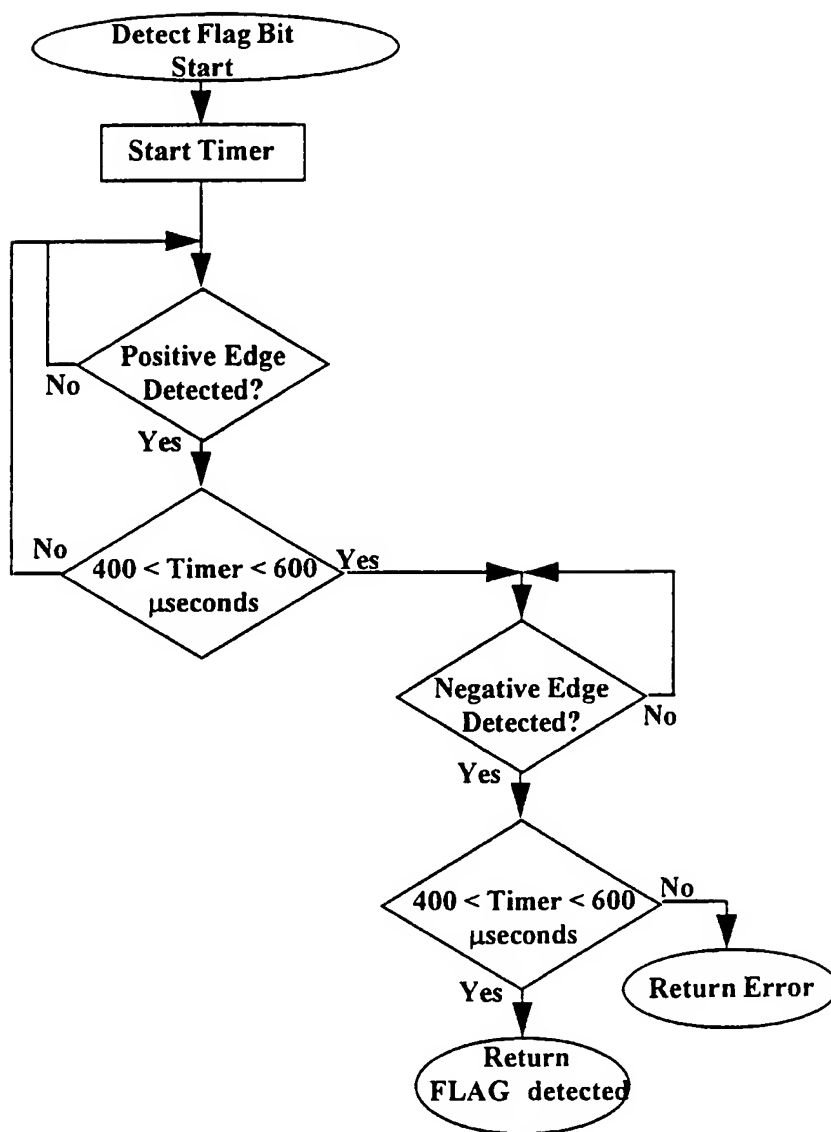 Detect Flag Bit
Start
Start Timer
Positive Edge
Detected?
No
Yes
No
400 < Timer < 600
μseconds
Yes
Negative Edge
Detected?
No
Yes
400 < Timer < 600
μseconds
No
Yes
Return Error
Return
FLAG detected